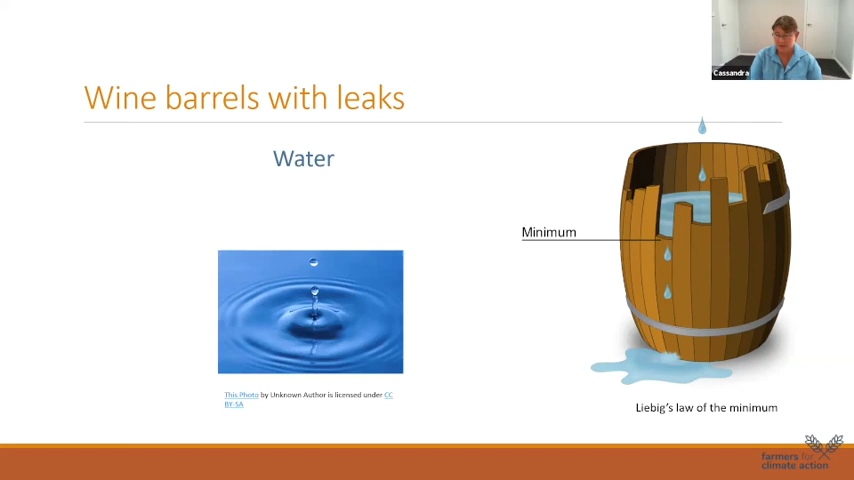 Cassandra
Wine barrels with leaks
Water
Minimum
This Photo by Unknown Author is licensed under CC
BY-SA
Liebig's law of the minimum
farmers for
climate action